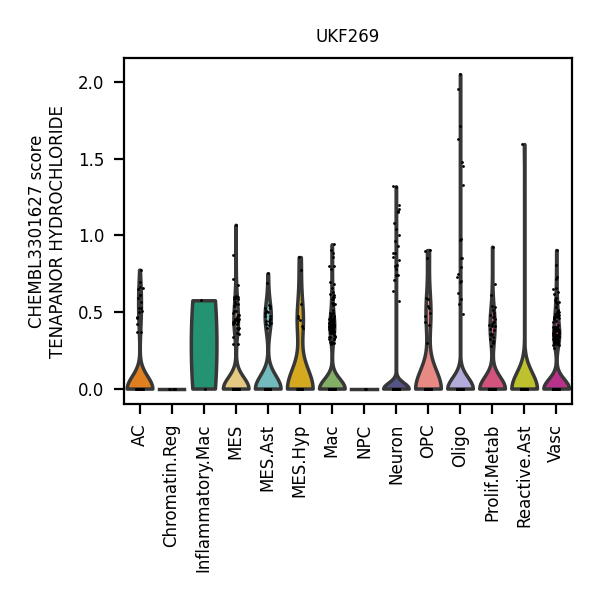 UKF269
CHEMBL3301627 score
TENAPANOR HYDROCHLORIDE
2.0
1.5
1.0
0.5
0.0
AC
Chromatin.Reg
Inflammatory.Mac
MES
MES.Ast
MES.Hyp
Mac
NPC
Neuron
OPC
Oligo
Prolif.Metab
Reactive.Ast
Vasc